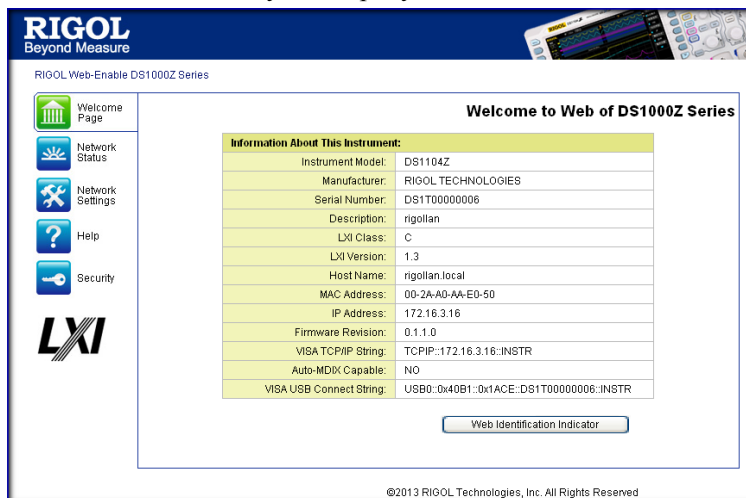 RIGOL
Beyond Measure
RIGOL Web-Enable DS1000Z Series
Welcome Page
Network Status
Network Settings
Help
Security
LXI
Welcome to Web of DS1000Z Series
Information About This Instrument:
Instrument Model: DS1104Z
Manufacturer: RIGOL TECHNOLOGIES
Serial Number: DS1T00000006
Description: rigollan
LXI Class: C
LXI Version: 1.3
Host Name: rigollan.local
MAC Address: 00-2A-A0-AA-E0-50
IP Address: 172.16.3.16
Firmware Revision: 0.1.1.0
VISA TCP/IP String: TCPIP::172.16.3.16::INSTR
Auto-MDIX Capable: NO
VISA USB Connect String: USB0::0x40B1::0x1ACE::DS1T00000006::INSTR
Web Identification Indicator
©2013 RIGOL Technologies, Inc. All Rights Reserved